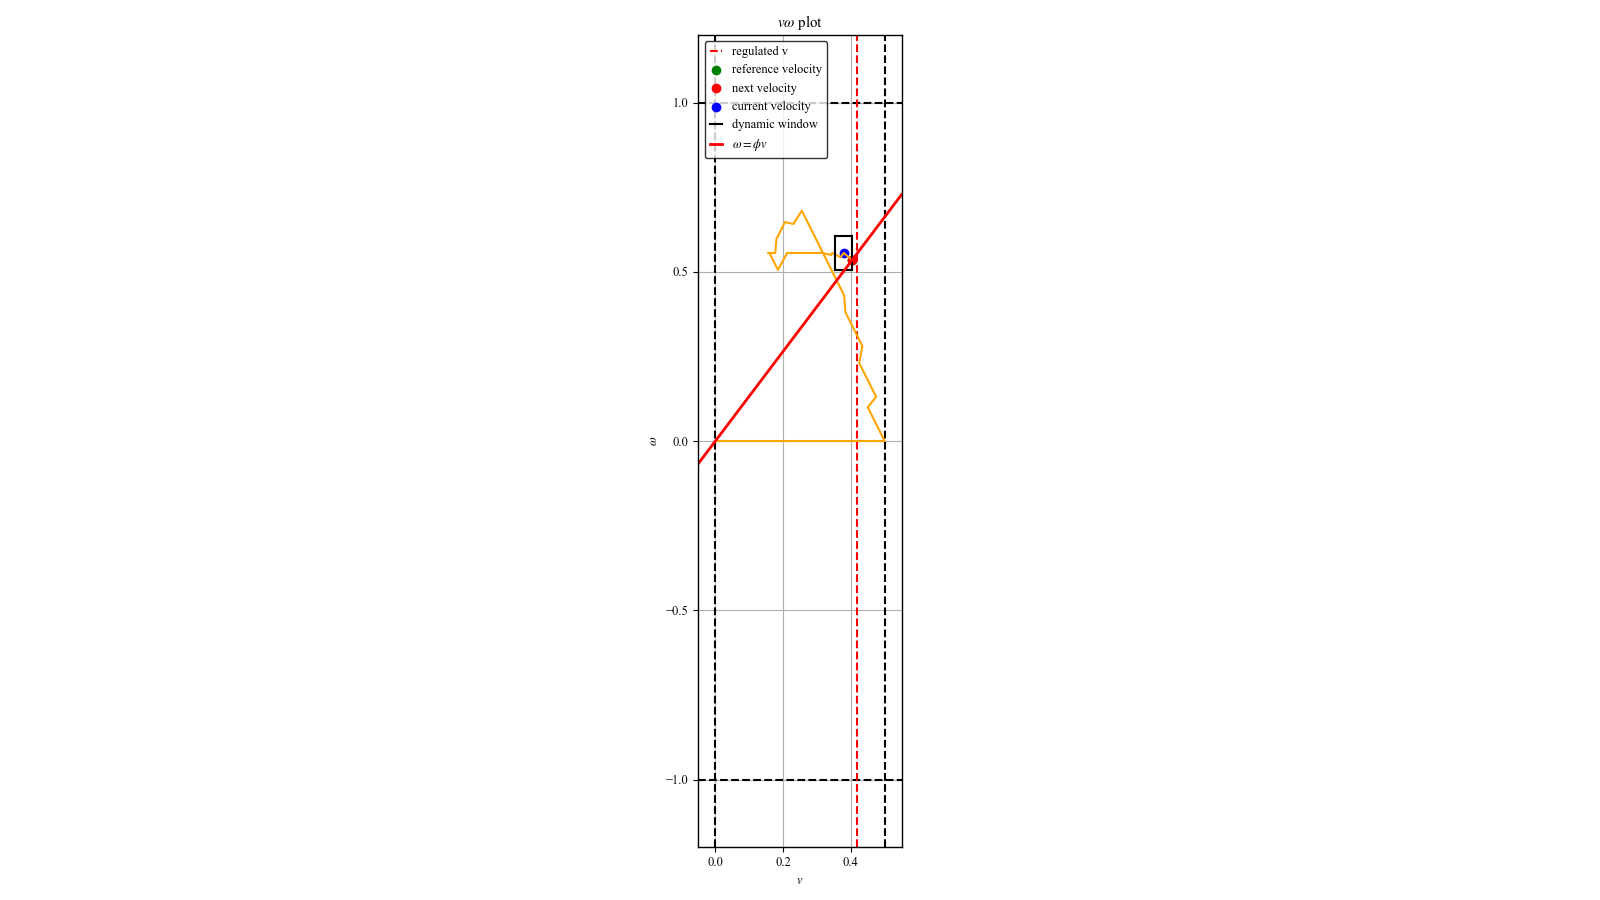 vω plot
regulated v
reference velocity
next velocity
current velocity
dynamic window
ω = ϕv
1.0
0.5
0.0
−0.5
−1.0
ω
0.0 0.2 0.4
v